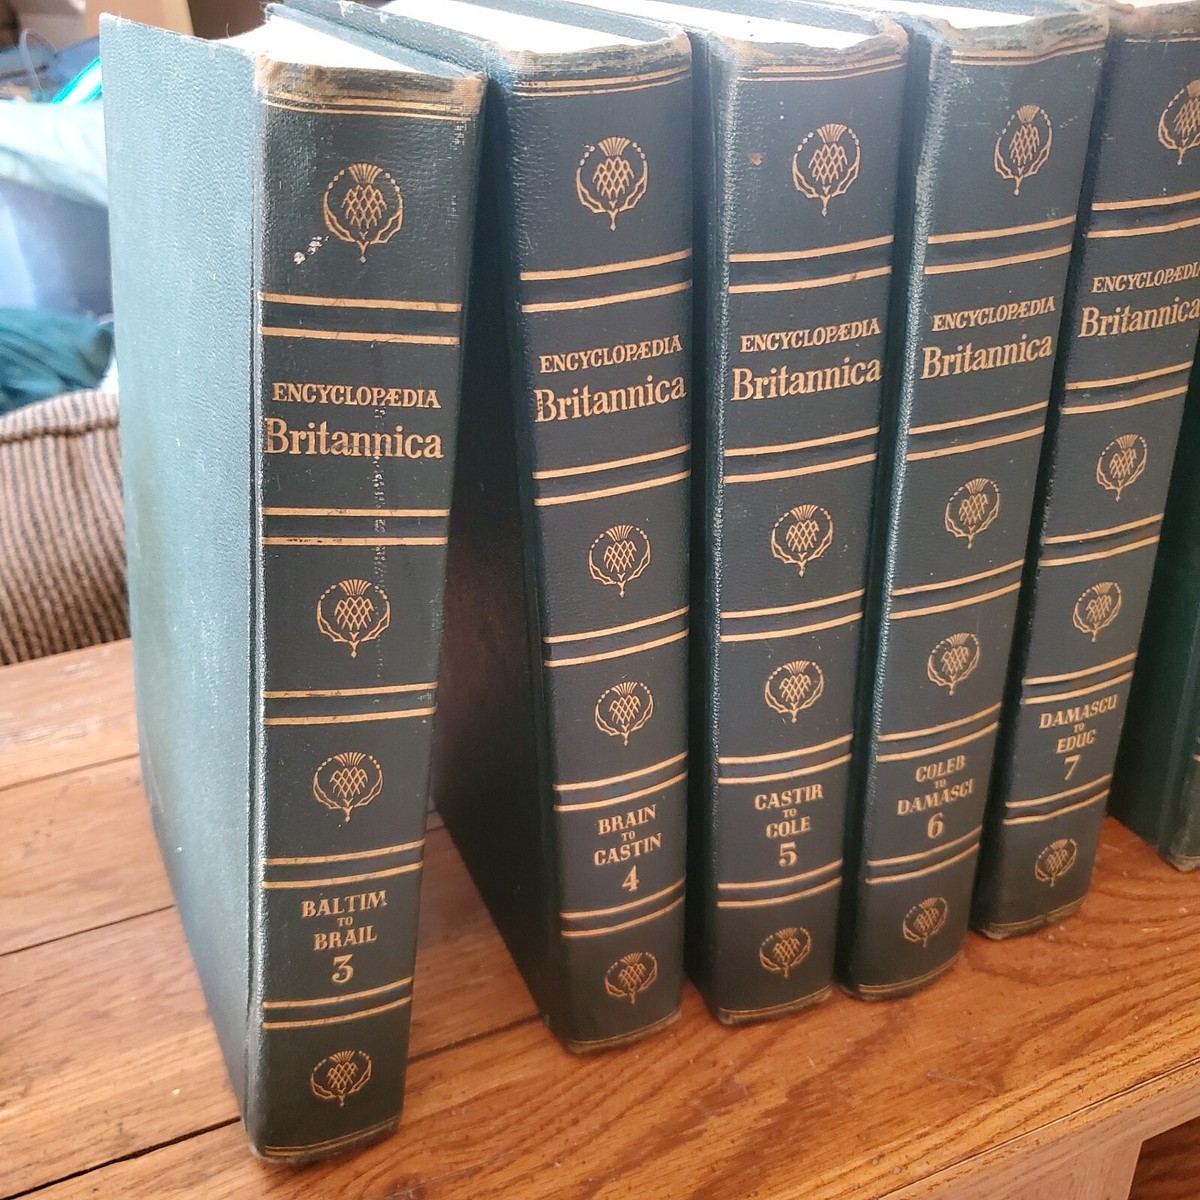 ENCYCLOPÆDIA
Britannica
BALTIM
TO
BRAIL
3
ENCYCLOPÆDIA
Britannica
BRAIN
TO
CASTIN
4
ENCYCLOPÆDIA
Britannica
CASTIR
TO
COLE
5
ENCYCLOPÆDIA
Britannica
COLEB
TO
DAMASCI
6
ENCYCLOPÆDIA
Britannica
DAMASCU
TO
EDUC
7